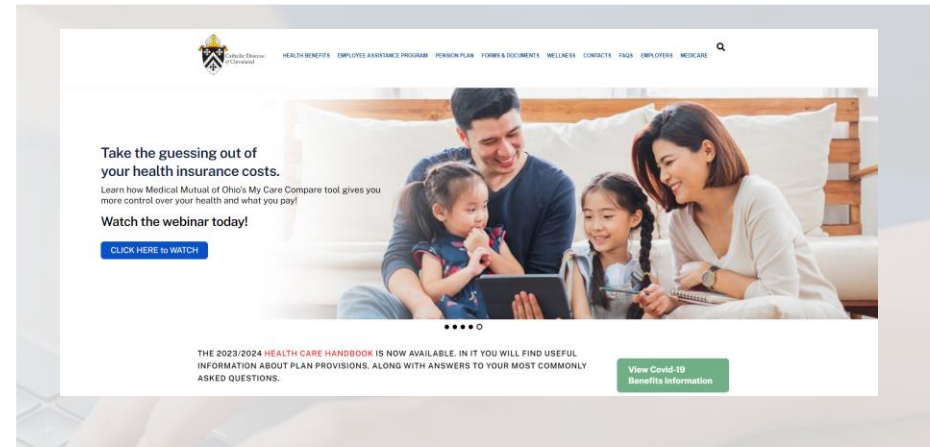 Catholic Diocese
of Cleveland
HEALTH BENEFITS EMPLOYEE ASSISTANCE PROGRAM PENSION PLAN FORMS & DOCUMENTS WELLNESS CONTACTS FAQS EMPLOYERS MEDICARE
Take the guessing out of
your health insurance costs.
Learn how Medical Mutual of Ohio's My Care Compare tool gives you
more control over your health and what you pay!
Watch the webinar today!
CLICK HERE to WATCH
THE 2023/2024 HEALTH CARE HANDBOOK IS NOW AVAILABLE. IN IT YOU WILL FIND USEFUL
INFORMATION ABOUT PLAN PROVISIONS, ALONG WITH ANSWERS TO YOUR MOST COMMONLY
ASKED QUESTIONS.
View Covid-19
Benefits Information